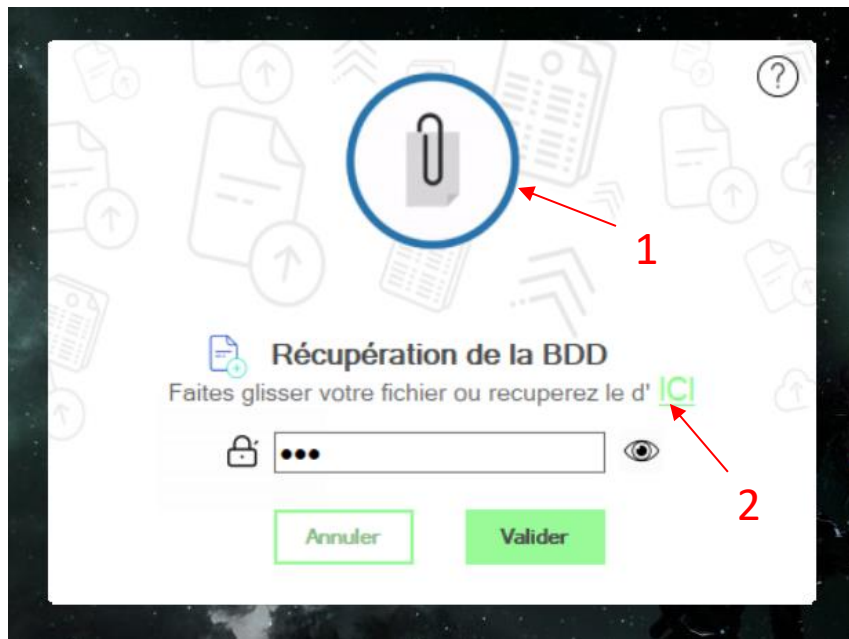 ?
1
Récupération de la BDD
Faites glisser votre fichier ou recuperez le d' ICI
•••
2
Annuler Valider